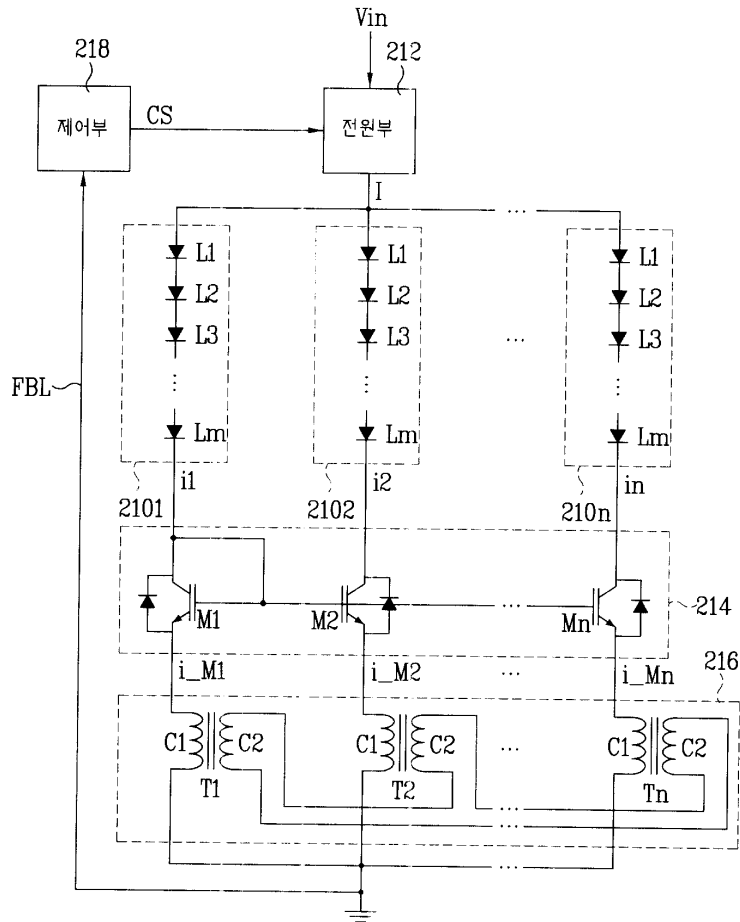 Vin
218
212
제어부
CS
전원부
I
...
L1 L1 L1
L2 L2 L2
L3 L3 ... L3
... ... ...
FBL
Lm Lm Lm
i1 i2 in
2101 2102 210n
M1 M2 ... Mn
214
i_M1 i_M2 ... i_Mn
216
C1 C2 C1 C2 ... C1 C2
T1 T2 Tn
...
...
...